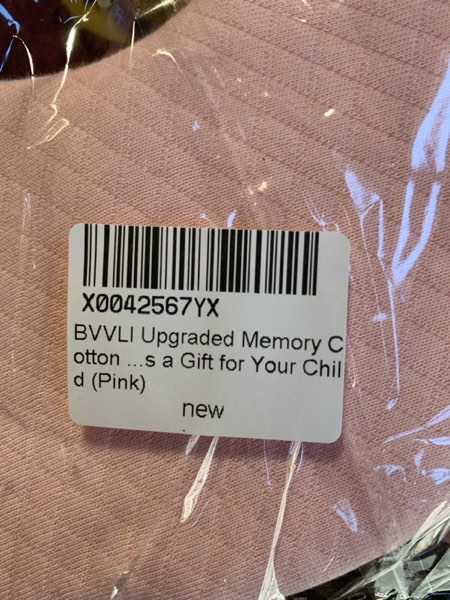 X0042567YX
BVVLI Upgraded Memory C
otton ...s a Gift for Your Chil
d (Pink)
new